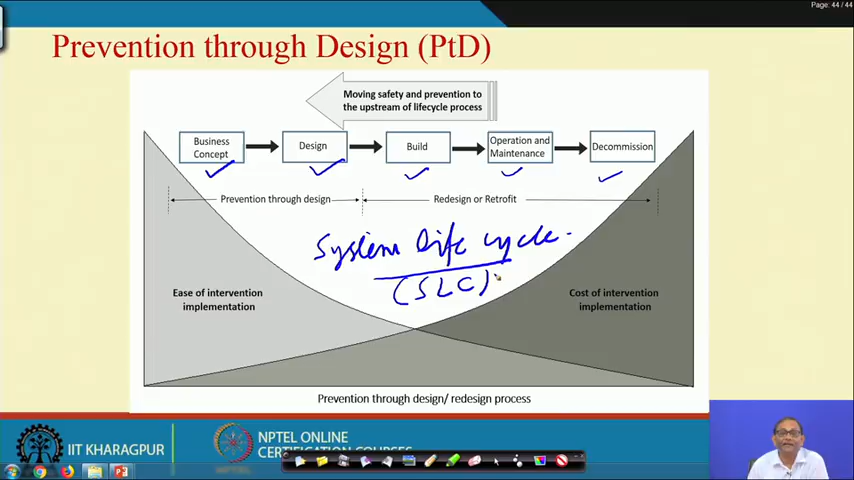 Page: 44 / 44
Prevention through Design (PtD)
Moving safety and prevention to
the upstream of lifecycle process
Business
Concept
Design
Build
Operation and
Maintenance
Decommission
Prevention through design
Redesign or Retrofit
System life cycle.
(SLC)
Ease of intervention
implementation
Cost of intervention
implementation
Prevention through design/ redesign process
IIT KHARAGPUR
NPTEL ONLINE
CERTIFICATION COURSES